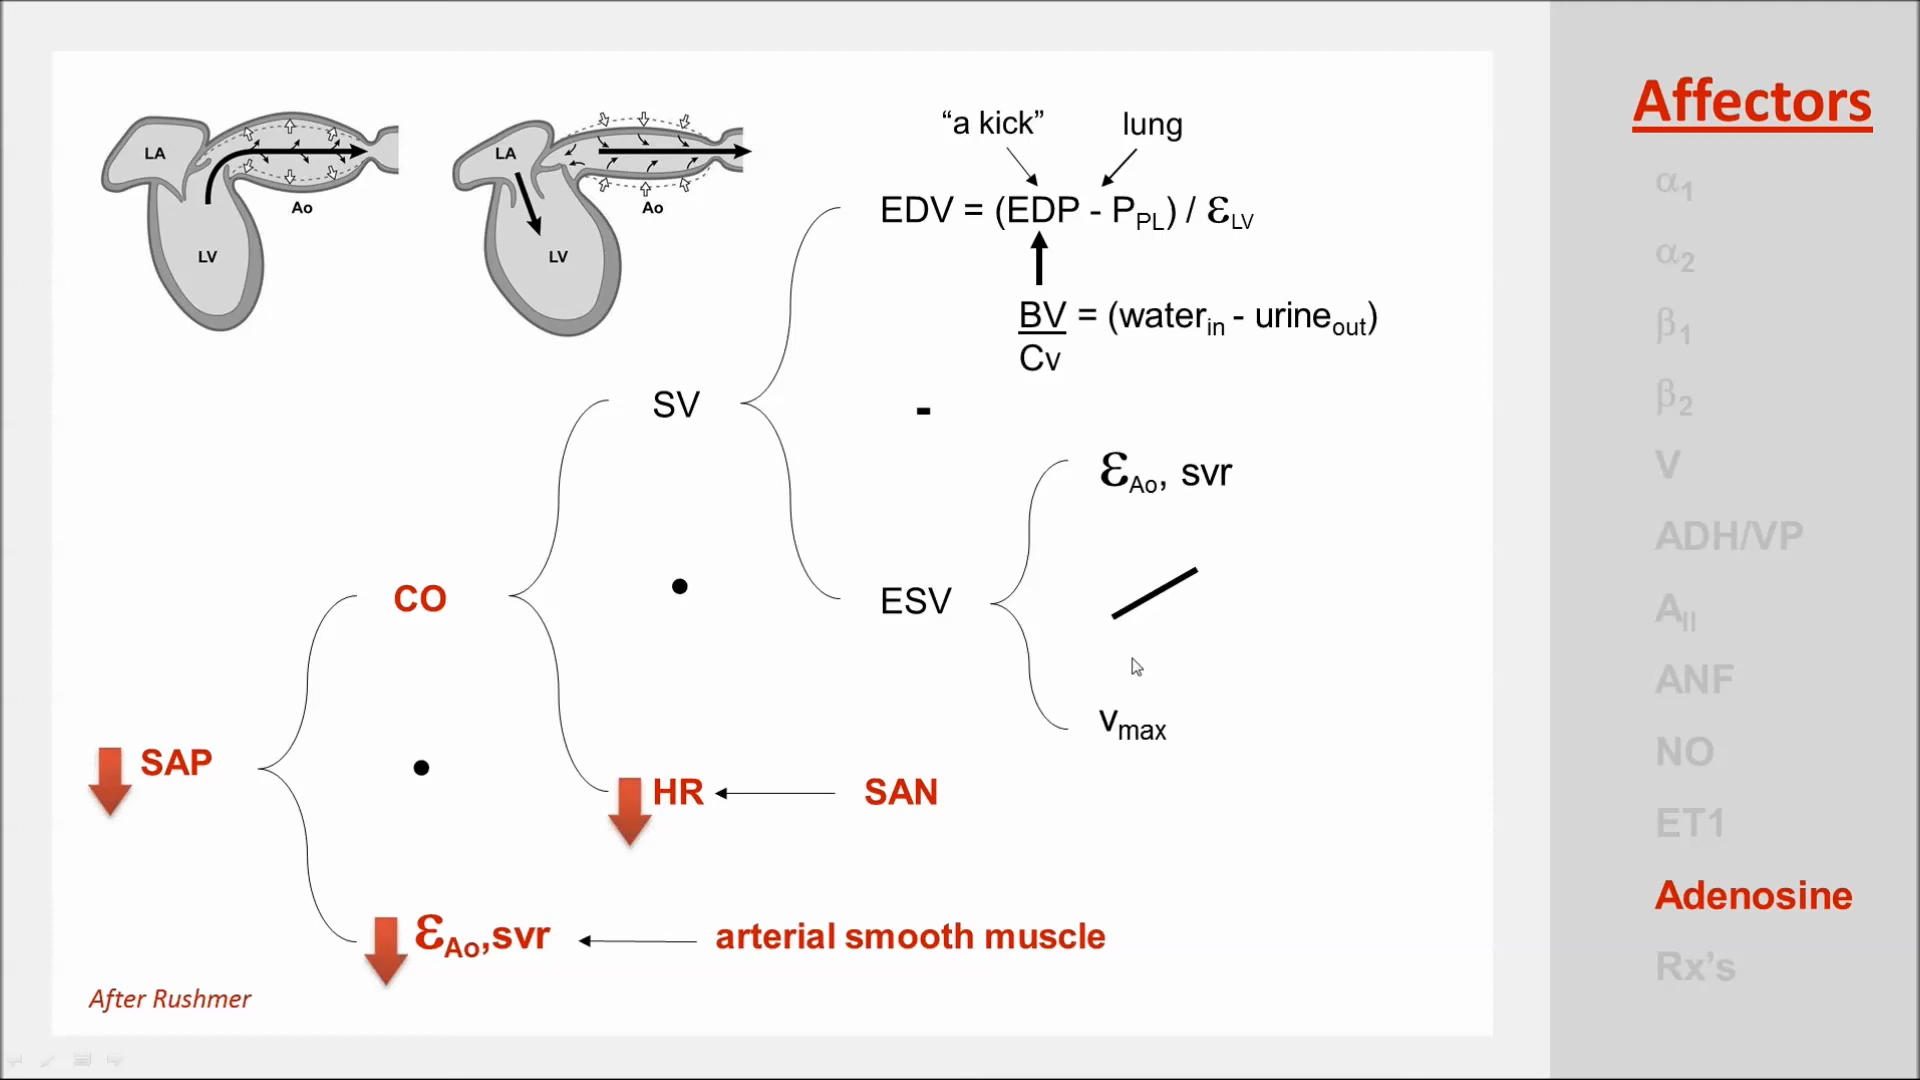 Affectors
“a kick”
lung
LA
LA
Ao
Ao
LV
LV
EDV = (EDP - PPL) / ƐLV
BV = (waterin - urineout)
Cv
SV
-
ƐAo, svr
CO
•
ESV
vmax
SAP
•
HR
SAN
ƐAo,svr
arterial smooth muscle
After Rushmer
α1
α2
β1
β2
V
ADH/VP
AII
ANF
NO
ET1
Adenosine
Rx’s